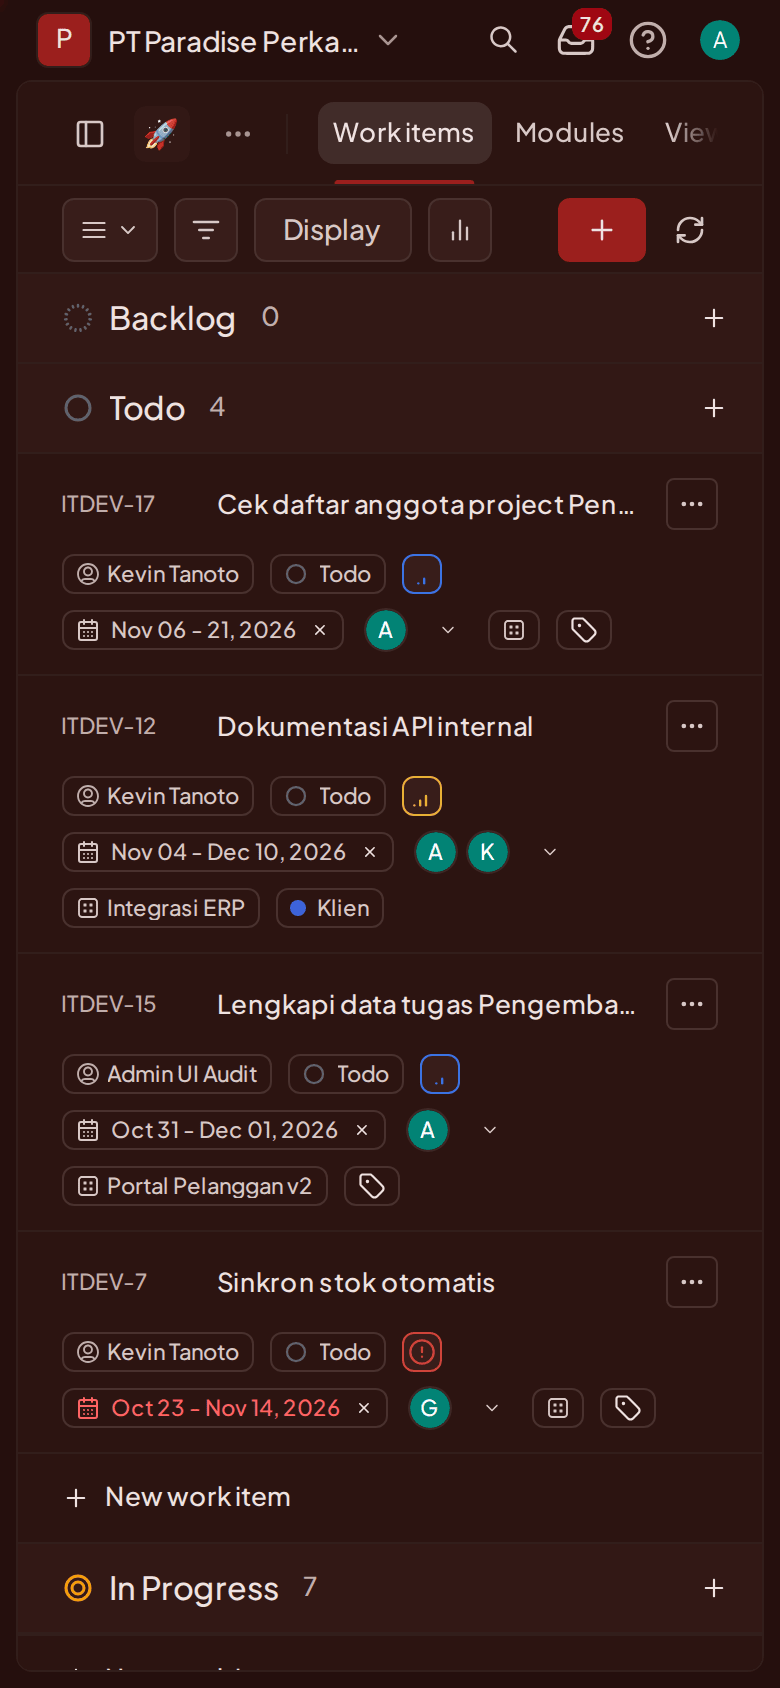 P PT Paradise Perka... 76 A
Work items Modules View
Display
Backlog 0
Todo 4
ITDEV-17 Cek daftar anggota project Pen...
Kevin Tanoto Todo
Nov 06 - 21, 2026 A
ITDEV-12 Dokumentasi API internal
Kevin Tanoto Todo
Nov 04 - Dec 10, 2026 A K
Integrasi ERP Klien
ITDEV-15 Lengkapi data tugas Pengemba...
Admin UI Audit Todo
Oct 31 - Dec 01, 2026 A
Portal Pelanggan v2
ITDEV-7 Sinkron stok otomatis
Kevin Tanoto Todo
Oct 23 - Nov 14, 2026 G
New work item
In Progress 7